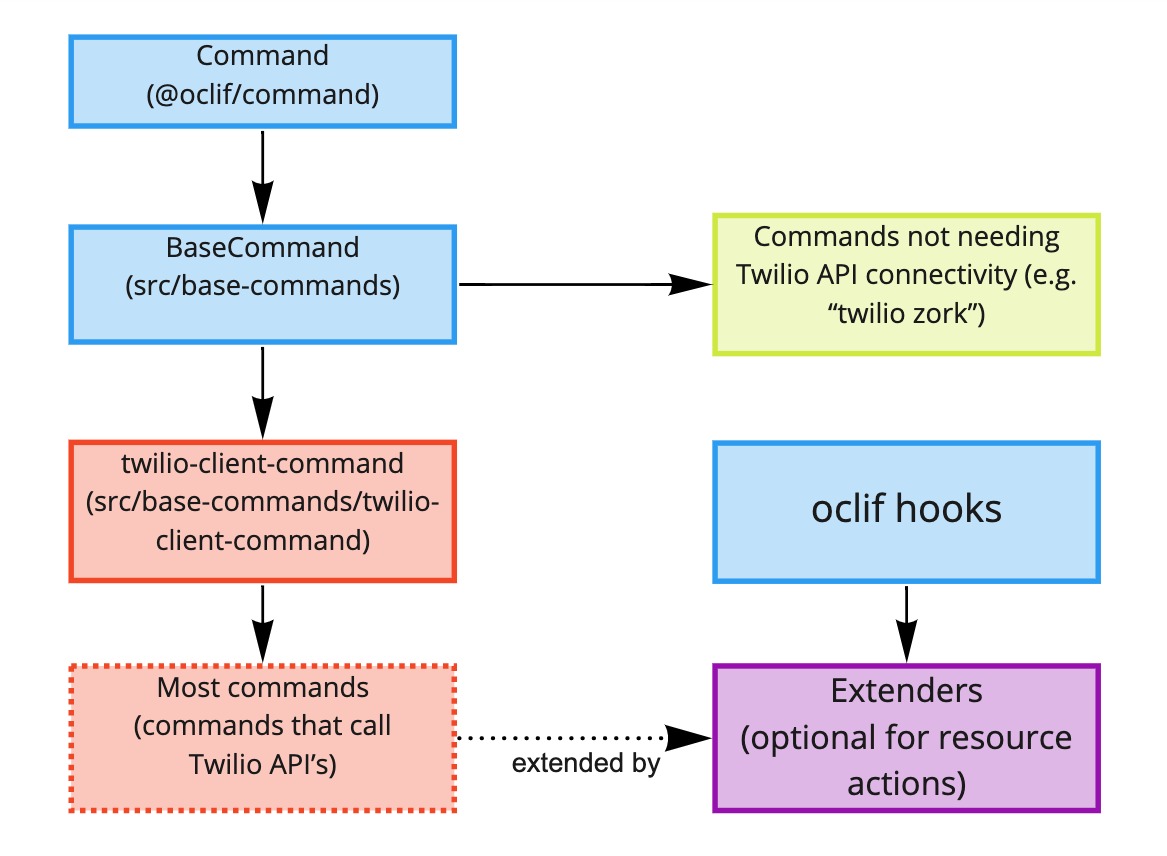 Command
(@oclif/command)
BaseCommand
(src/base-commands)
Commands not needing
Twilio API connectivity (e.g.
“twilio zork”)
twilio-client-command
(src/base-commands/twilio-
client-command)
oclif hooks
Most commands
(commands that call
Twilio API’s)
extended by
Extenders
(optional for resource
actions)